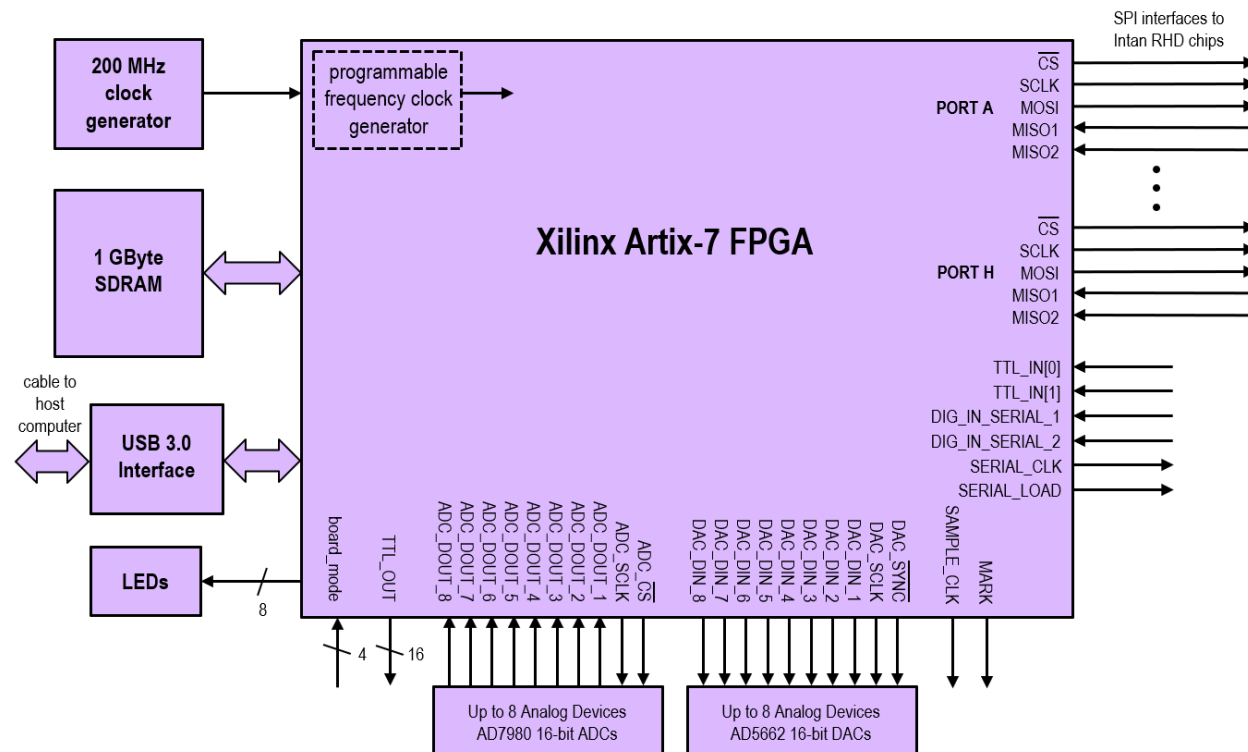 SPI interfaces to
Intan RHD chips
200 MHz
clock
generator
programmable
frequency clock
generator
CS
SCLK
PORT A
MOSI
MISO1
MISO2
1 GByte
SDRAM
Xilinx Artix-7 FPGA
CS
SCLK
PORT H
MOSI
MISO1
MISO2
cable to
host
computer
USB 3.0
Interface
TTL_IN[0]
TTL_IN[1]
DIG_IN_SERIAL_1
DIG_IN_SERIAL_2
SERIAL_CLK
SERIAL_LOAD
LEDs
8
board_mode
4
TTL_OUT
16
ADC_DOUT_8
ADC_DOUT_7
ADC_DOUT_6
ADC_DOUT_5
ADC_DOUT_4
ADC_DOUT_3
ADC_DOUT_2
ADC_DOUT_1
ADC_SCLK
ADC_CS
DAC_DIN_8
DAC_DIN_7
DAC_DIN_6
DAC_DIN_5
DAC_DIN_4
DAC_DIN_3
DAC_DIN_2
DAC_DIN_1
DAC_SCLK
DAC_SYNC
SAMPLE_CLK
MARK
Up to 8 Analog Devices
AD7980 16-bit ADCs
Up to 8 Analog Devices
AD5662 16-bit DACs